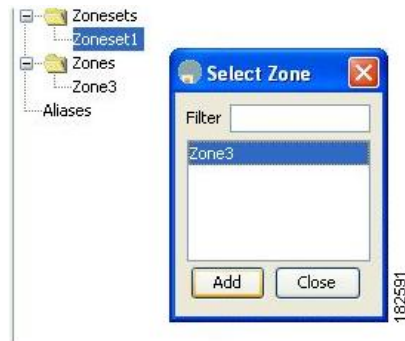 Zonesets
Zoneset1
Zones
Zone3
Aliases
Select Zone
Filter
Zone3
Add
Close
182591